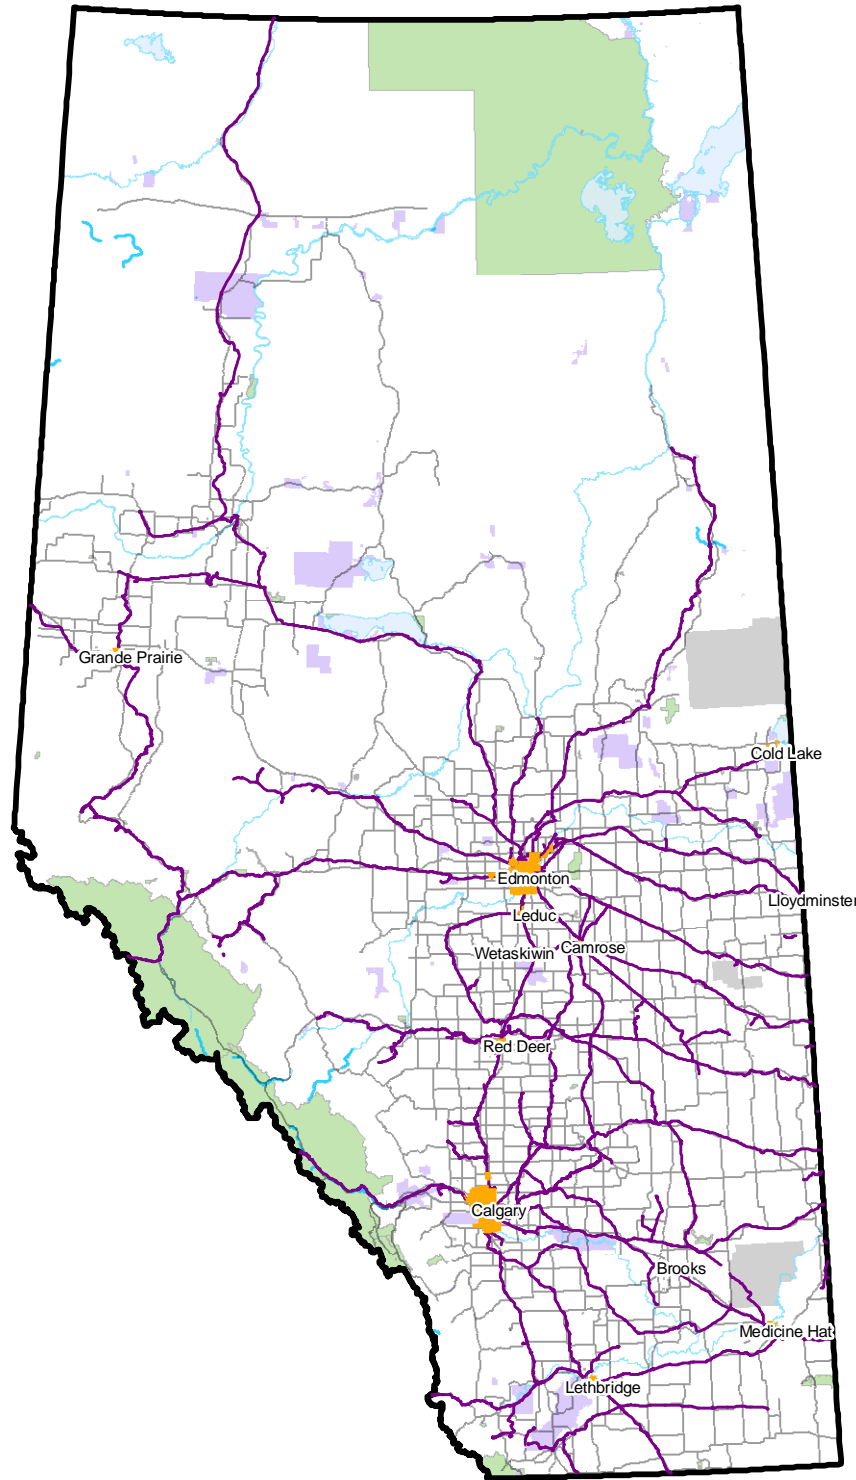 Grande Prairie
Cold Lake
Edmonton
Lloydminster
Leduc
Wetaskiwin
Camrose
Red Deer
Calgary
Brooks
Medicine Hat
Lethbridge